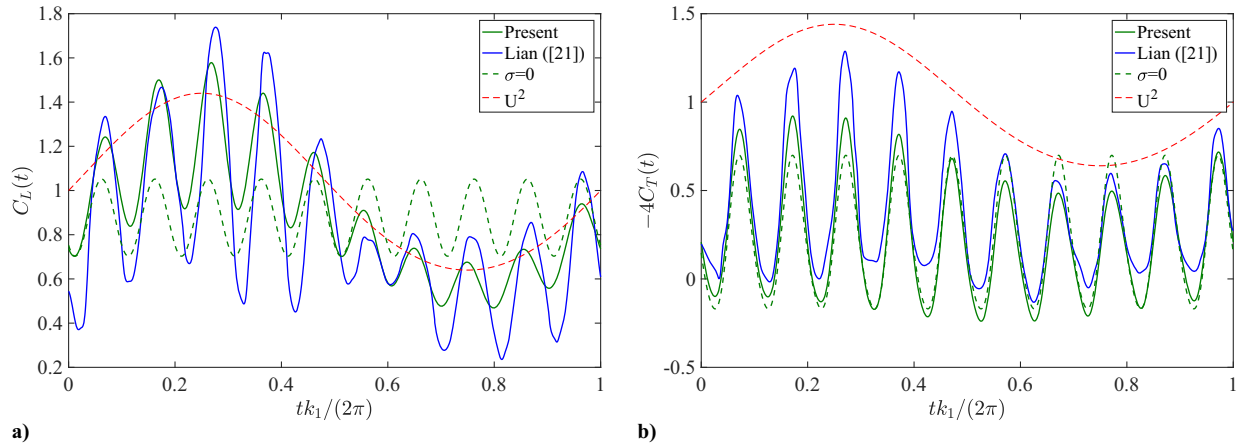 1.8
1.6
1.4
1.2
1
0.8
0.6
0.4
0.2
C_L(t)
0
0.2
0.4
0.6
0.8
1
tk_1/(2π)
Present
Lian ([21])
σ=0
U^2
a)
1.5
1
0.5
0
-0.5
−4C_T(t)
0
0.2
0.4
0.6
0.8
1
tk_1/(2π)
Present
Lian ([21])
σ=0
U^2
b)